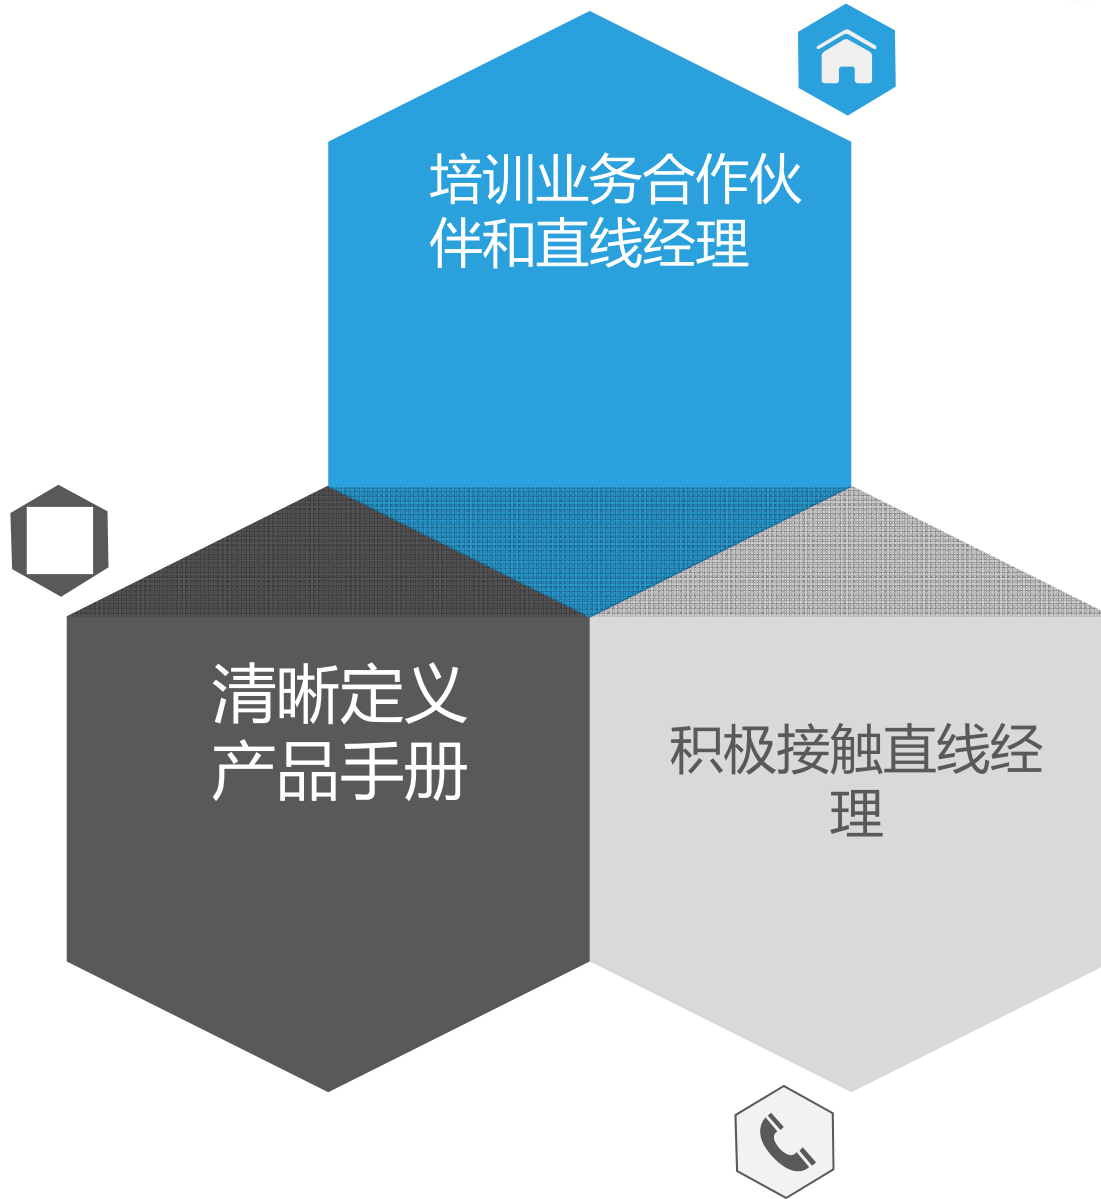 培训业务合作伙
伴和直线经理
清晰定义
产品手册
积极接触直线经
理